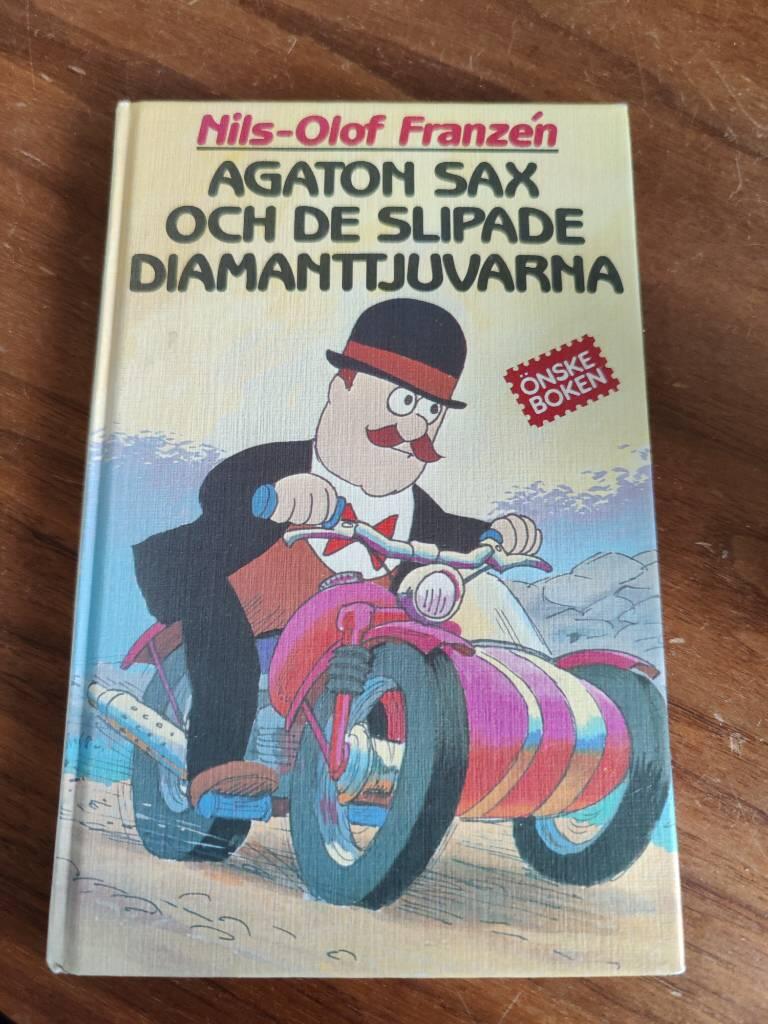 Nils-Olof Franzén
AGATON SAX
OCH DE SLIPADE
DIAMANTTJUVARNA
ÖNSKE
BOKEN